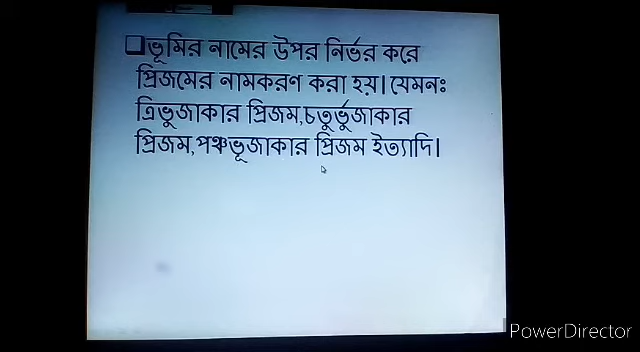 ❑ভূমির নামের উপর নির্ভর করে
প্রিজমের নামকরণ করা হয়। যেমনঃ
ত্রিভুজাকার প্রিজম,চতুর্ভুজাকার
প্রিজম,পঞ্চভূজাকার প্রিজম ইত্যাদি।
PowerDirector